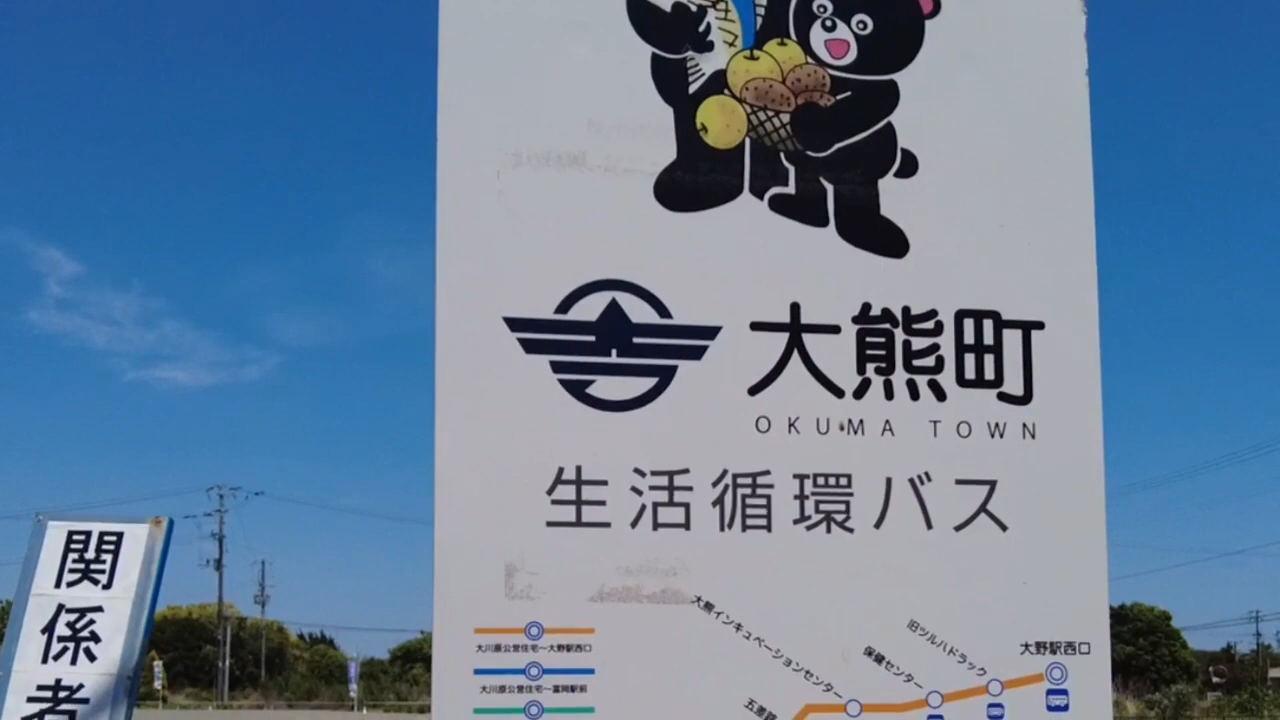 大熊町
OKUMA TOWN
生活循環バス
関係者
大川原公営住宅~大野駅西口
大川原公営住宅~富岡駅前
大熊インキュベーションセンター
保健センター
旧ツルハドラック
大野駅西口